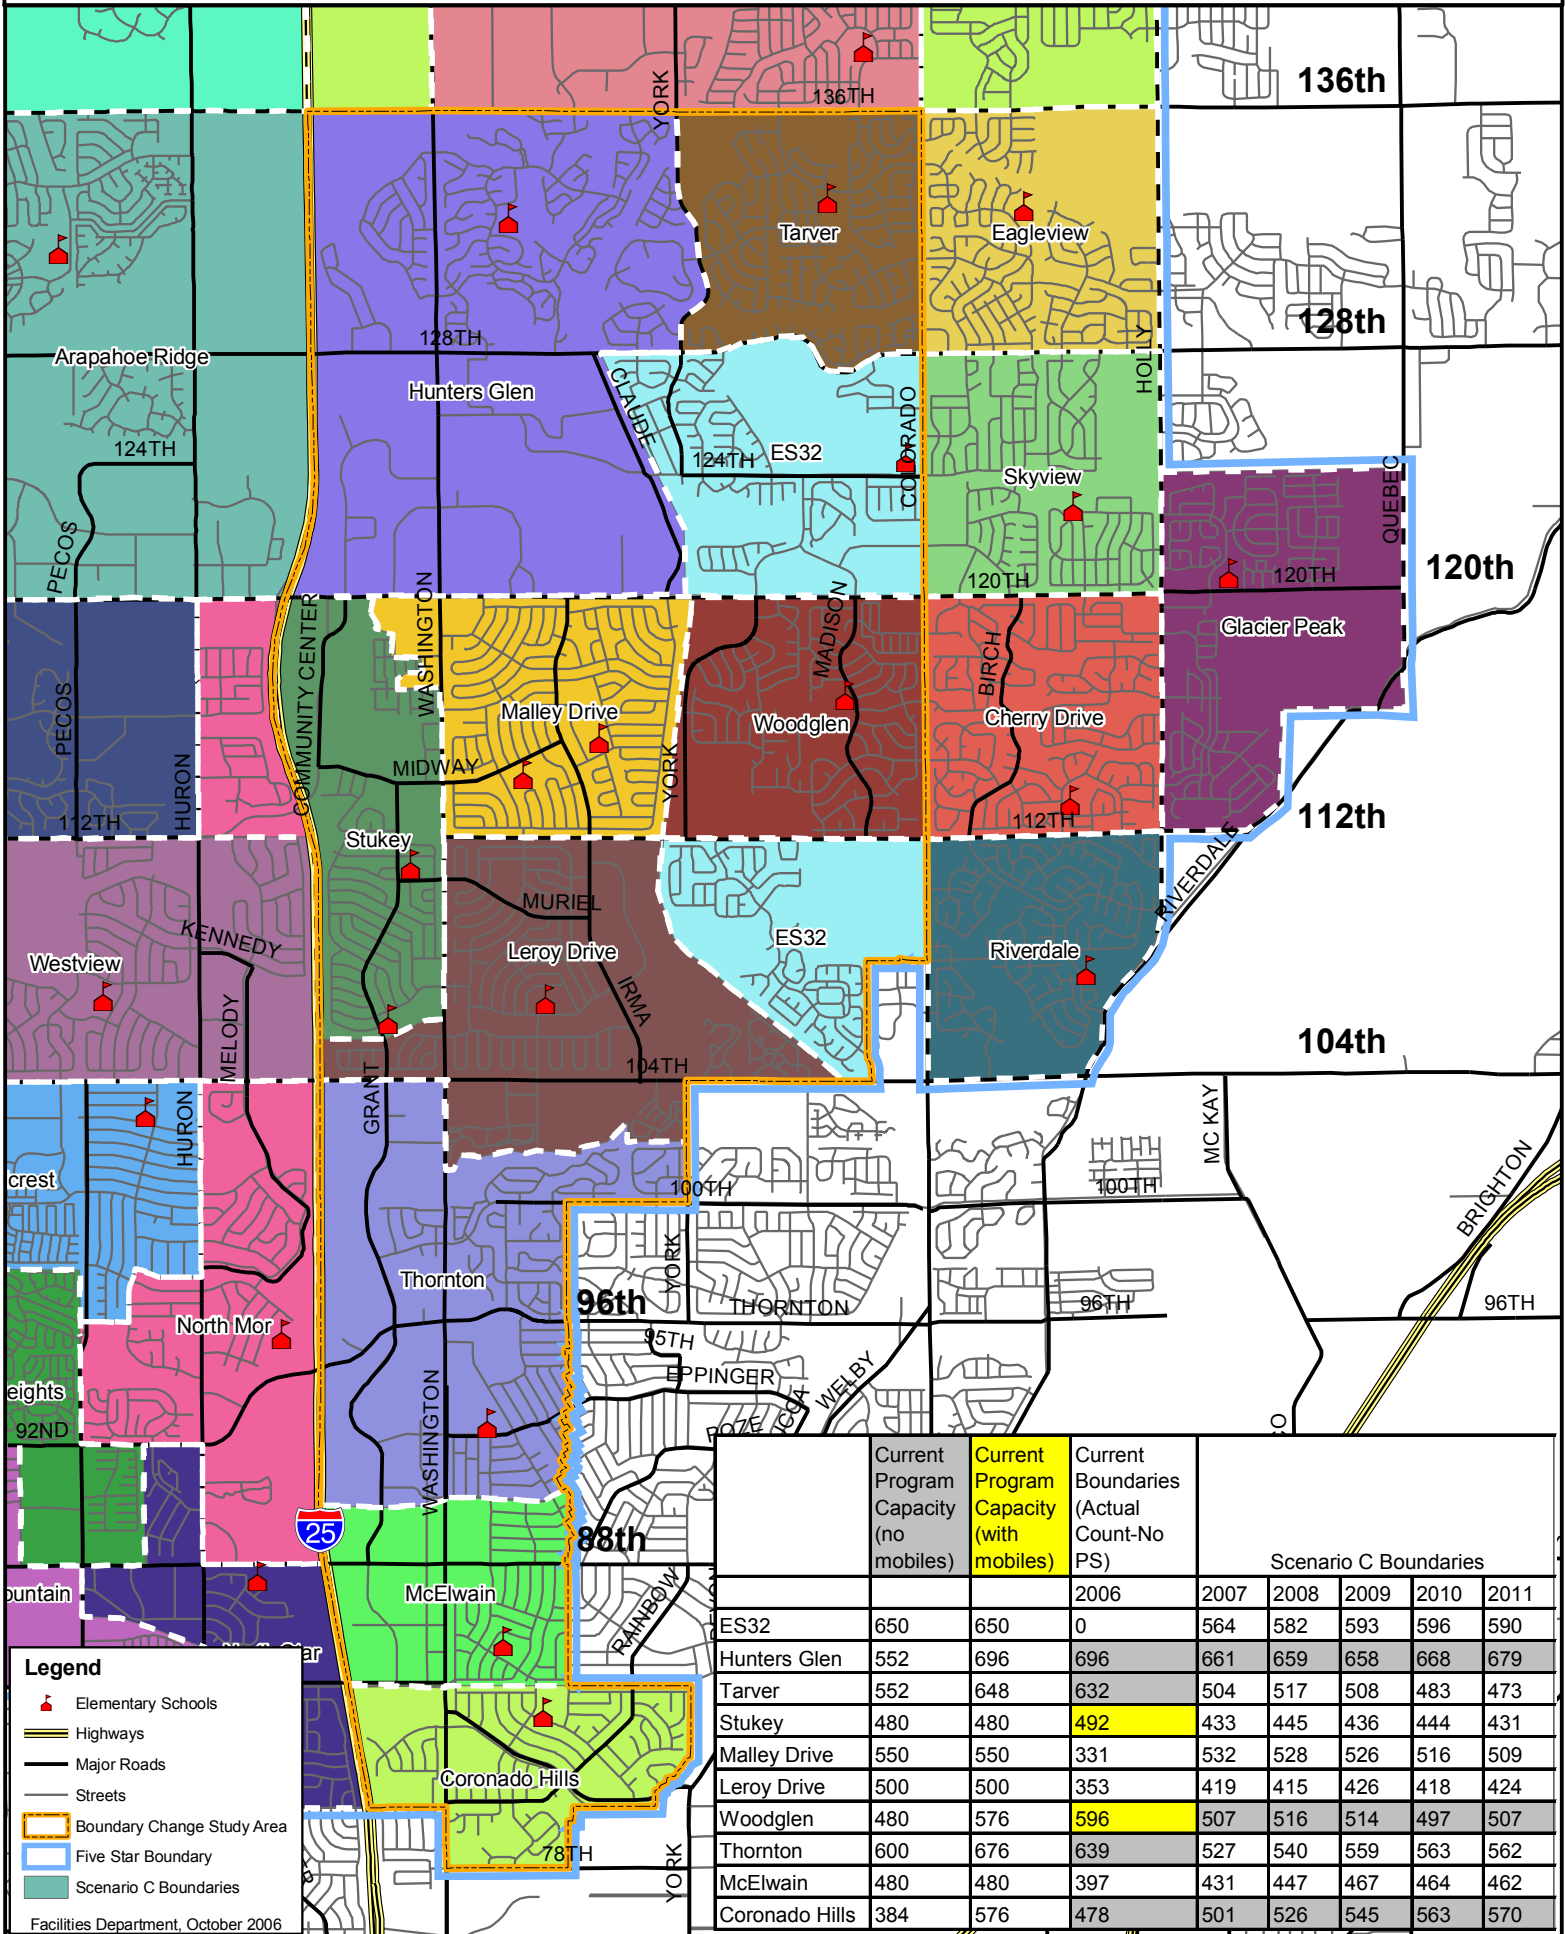 136th
YORK
136TH
Tarver
Eagleview
128th
HOLLY
128TH
Arapahoe Ridge
Hunters Glen
CLAUDE
COLORADO
124TH
124TH
ES32
Skyview
QUEBEC
PECOS
120TH
120TH
120th
WASHINGTON
COMMUNITY CENTER
MADISON
BIRCH
Glacier Peak
PECOS
HURON
Malley Drive
Woodglen
Cherry Drive
YORK
MIDWAY
112TH
112TH
112th
Stukey
RIVERDALE
MURIEL
KENNEDY
Westview
Leroy Drive
ES32
Riverdale
IRMA
MELODY
104TH
104th
GRANT
MC KAY
HURON
crest
100TH
100TH
BRIGHTON
YORK
Thornton
96th
THORNTON
96TH
96TH
North Mor
95TH
EPPINGER
WELBY
eights
92ND
WASHINGTON
ROZE
UCCA
CO
25
88th
McElwain
RAINBOW
ountain
ar
Coronado Hills
78TH
YORK
Legend
Elementary Schools
Highways
Major Roads
Streets
Boundary Change Study Area
Five Star Boundary
Scenario C Boundaries
Facilities Department, October 2006
Current Program Capacity (no mobiles) Current Program Capacity (with mobiles) Current Boundaries (Actual Count-No PS) Scenario C Boundaries
2006 2007 2008 2009 2010 2011
ES32 650 650 0 564 582 593 596 590
Hunters Glen 552 696 696 661 659 658 668 679
Tarver 552 648 632 504 517 508 483 473
Stukey 480 480 492 433 445 436 444 431
Malley Drive 550 550 331 532 528 526 516 509
Leroy Drive 500 500 353 419 415 426 418 424
Woodglen 480 576 596 507 516 514 497 507
Thornton 600 676 639 527 540 559 563 562
McElwain 480 480 397 431 447 467 464 462
Coronado Hills 384 576 478 501 526 545 563 570